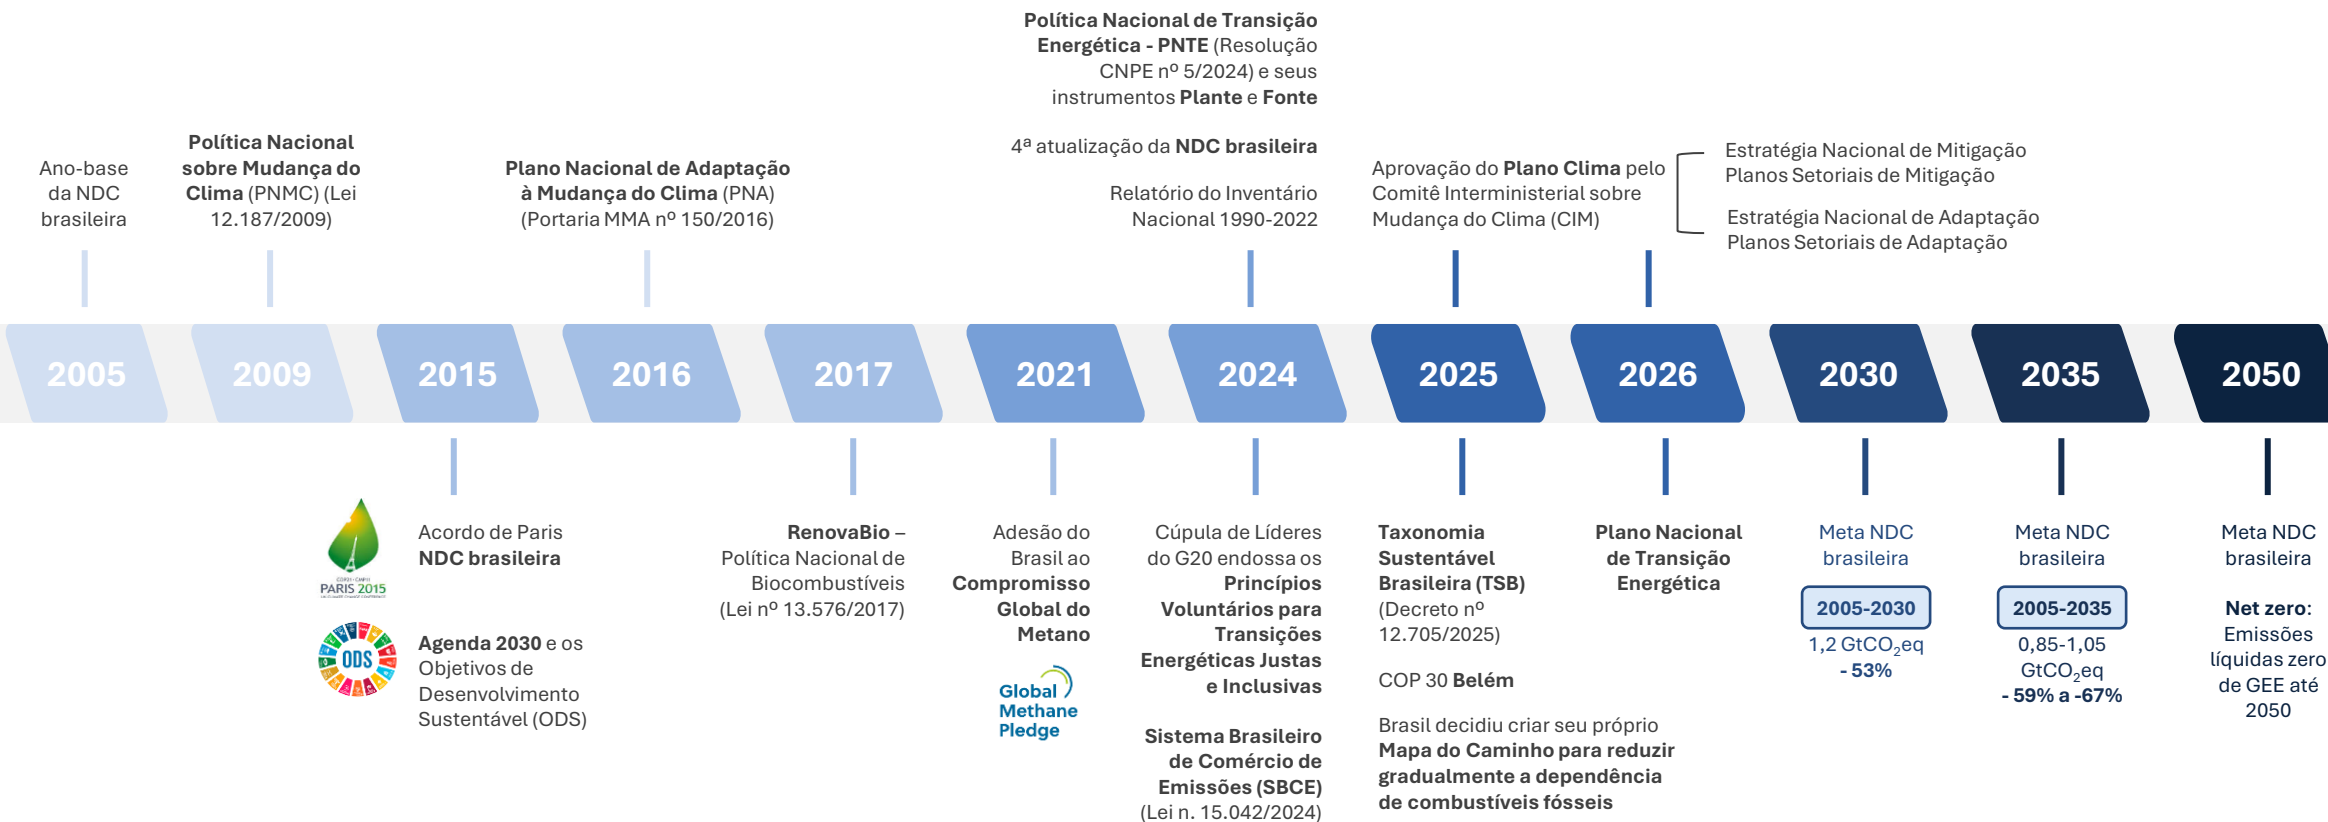 Política Nacional de Transição
Energética - PNTE (Resolução
CNPE nº 5/2024) e seus
instrumentos Plante e Fonte
4ª atualização da NDC brasileira
Relatório do Inventário
Nacional 1990-2022
Ano-base
da NDC
brasileira
Política Nacional
sobre Mudança do
Clima (PNMC) (Lei
12.187/2009)
Plano Nacional de Adaptação
à Mudança do Clima (PNA)
(Portaria MMA nº 150/2016)
Aprovação do Plano Clima pelo
Comitê Interministerial sobre
Mudança do Clima (CIM)
Estratégia Nacional de Mitigação
Planos Setoriais de Mitigação
Estratégia Nacional de Adaptação
Planos Setoriais de Adaptação
2005
2009
2015
2016
2017
2021
2024
2025
2026
2030
2035
2050
PARIS 2015
Acordo de Paris
NDC brasileira
ODS
Agenda 2030 e os
Objetivos de
Desenvolvimento
Sustentável (ODS)
RenovaBio –
Política Nacional de
Biocombustíveis
(Lei nº 13.576/2017)
Adesão do
Brasil ao
Compromisso
Global do
Metano
Global
Methane
Pledge
Cúpula de Líderes
do G20 endossa os
Princípios
Voluntários para
Transições
Energéticas Justas
e Inclusivas
Sistema Brasileiro
de Comércio de
Emissões (SBCE)
(Lei n. 15.042/2024)
Taxonomia
Sustentável
Brasileira (TSB)
(Decreto nº
12.705/2025)
COP 30 Belém
Brasil decidiu criar seu próprio
Mapa do Caminho para reduzir
gradualmente a dependência
de combustíveis fósseis
Plano Nacional
de Transição
Energética
Meta NDC
brasileira
2005-2030
1,2 GtCO₂eq
- 53%
Meta NDC
brasileira
2005-2035
0,85-1,05
GtCO₂eq
- 59% a -67%
Meta NDC
brasileira
Net zero:
Emissões
líquidas zero
de GEE até
2050